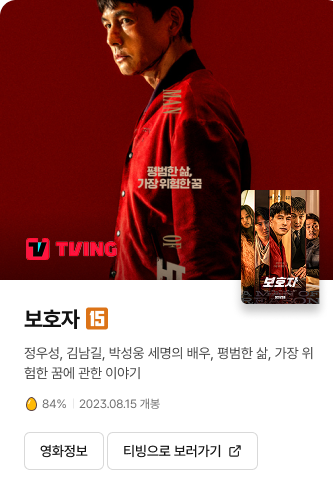 MAN
평범한 삶,
가장 위험한 꿈
OF
TVING
보호자
보호자 15
정우성, 김남길, 박성웅 세명의 배우, 평범한 삶, 가장 위
험한 꿈에 관한 이야기
84% 2023.08.15 개봉
영화정보
티빙으로 보러가기